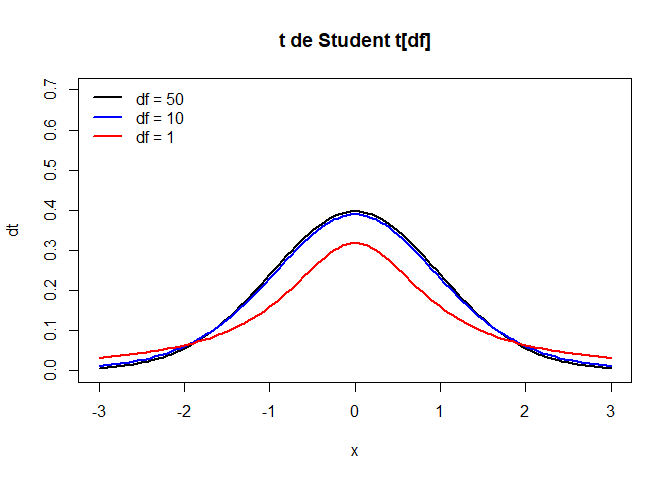 t de Student t[df]
df = 50
df = 10
df = 1
0.7
0.6
0.5
0.4
0.3
0.2
0.1
0.0
dt
-3 -2 -1 0 1 2 3
x